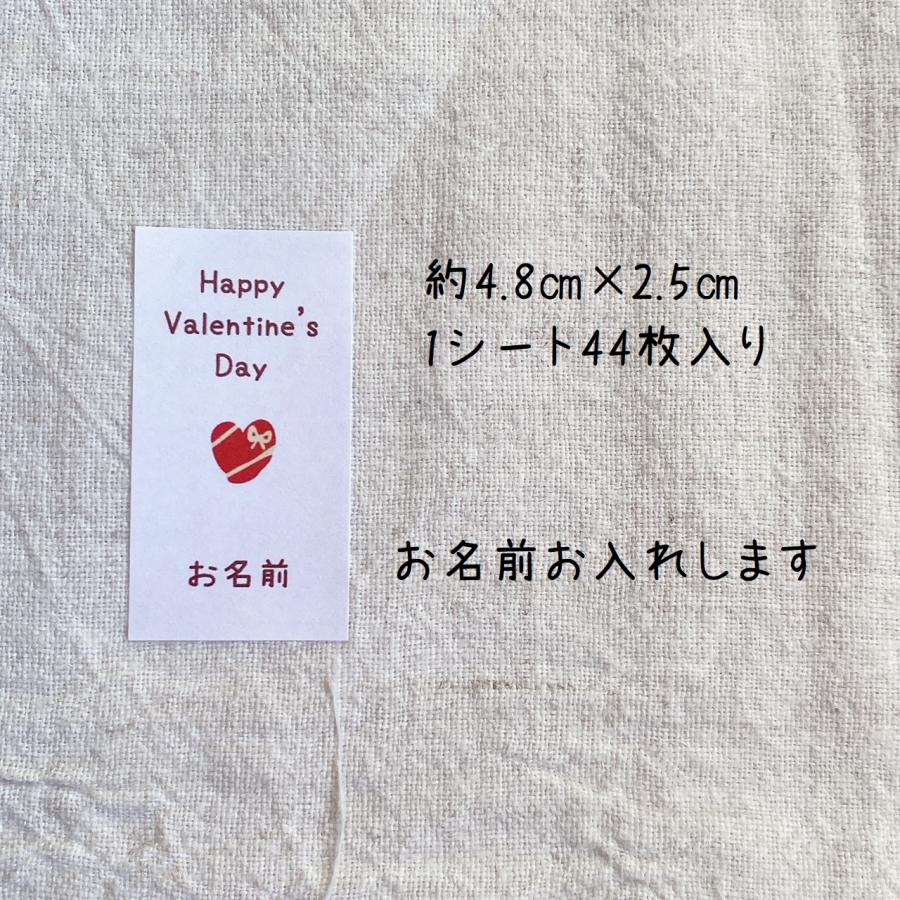 Happy
Valentine's
Day
お名前
約4.8cm×2.5cm
1シート44枚入り
お名前お入れします